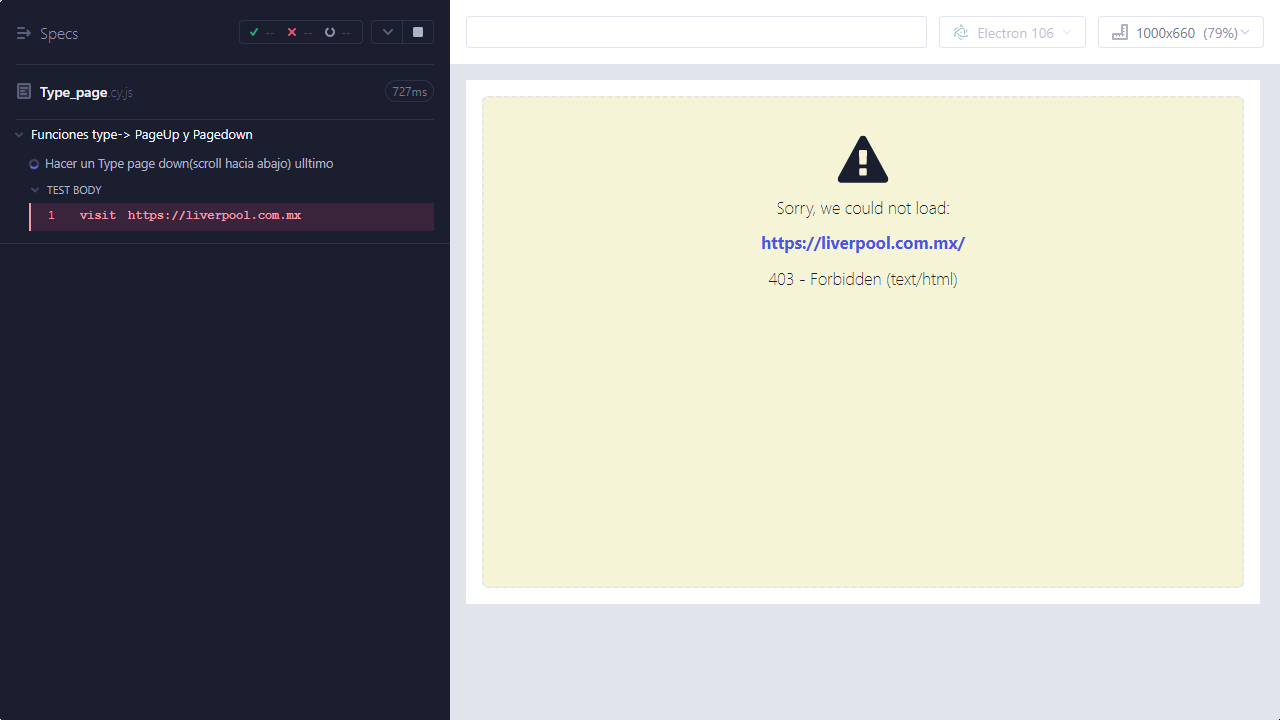 Specs
-- -- --
Type_page.cy.js
727ms
Funciones type-> PageUp y Pagedown
Hacer un Type page down(scroll hacia abajo) ulltimo
TEST BODY
1 visit https://liverpool.com.mx
Electron 106
1000x660 (79%)
Sorry, we could not load:
https://liverpool.com.mx/
403 - Forbidden (text/html)